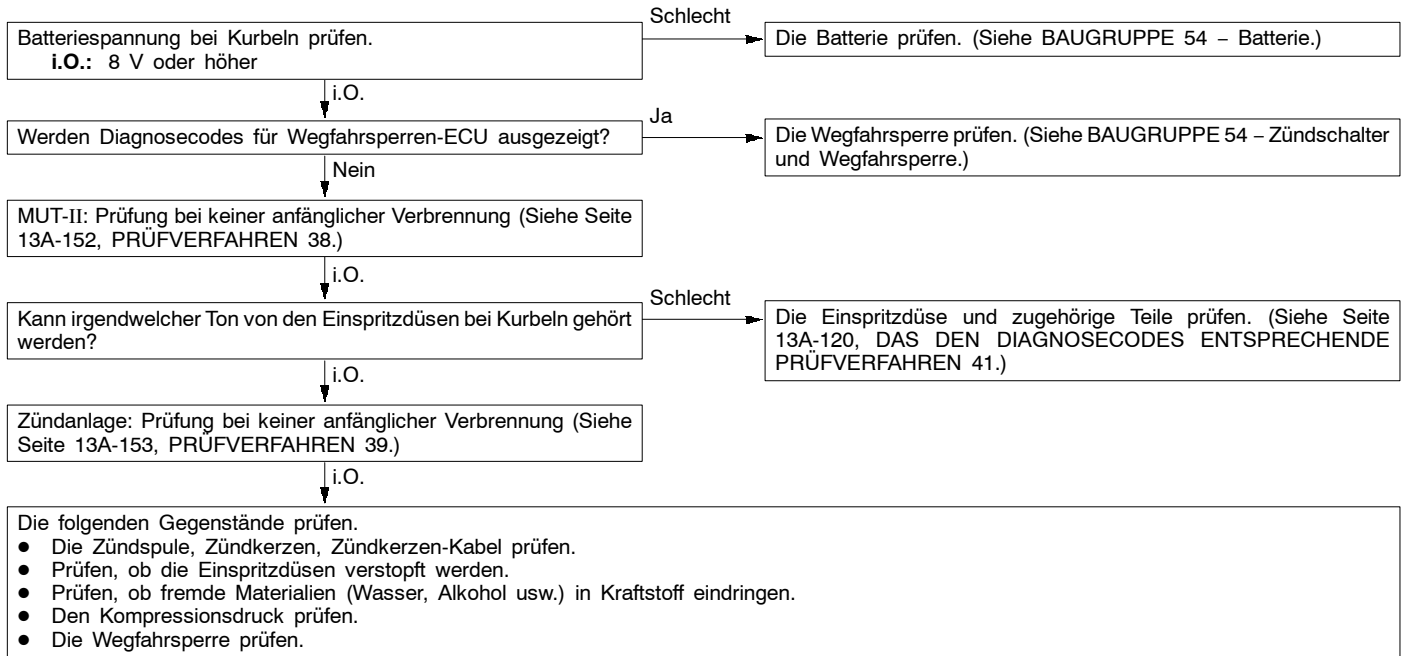 Batteriespannung bei Kurbeln prüfen.
i.O.: 8 V oder höher
Schlecht
Die Batterie prüfen. (Siehe BAUGRUPPE 54 – Batterie.)
i.O.
Werden Diagnosecodes für Wegfahrsperren-ECU ausgezeigt?
Ja
Die Wegfahrsperre prüfen. (Siehe BAUGRUPPE 54 – Zündschalter
und Wegfahrsperre.)
Nein
MUT-II: Prüfung bei keiner anfänglicher Verbrennung (Siehe Seite
13A-152, PRÜFVERFAHREN 38.)
i.O.
Kann irgendwelcher Ton von den Einspritzdüsen bei Kurbeln gehört
werden?
Schlecht
Die Einspritzdüse und zugehörige Teile prüfen. (Siehe Seite
13A-120, DAS DEN DIAGNOSECODES ENTSPRECHENDE
PRÜFVERFAHREN 41.)
i.O.
Zündanlage: Prüfung bei keiner anfänglicher Verbrennung (Siehe
Seite 13A-153, PRÜFVERFAHREN 39.)
i.O.
Die folgenden Gegenstände prüfen.
● Die Zündspule, Zündkerzen, Zündkerzen-Kabel prüfen.
● Prüfen, ob die Einspritzdüsen verstopft werden.
● Prüfen, ob fremde Materialien (Wasser, Alkohol usw.) in Kraftstoff eindringen.
● Den Kompressionsdruck prüfen.
● Die Wegfahrsperre prüfen.